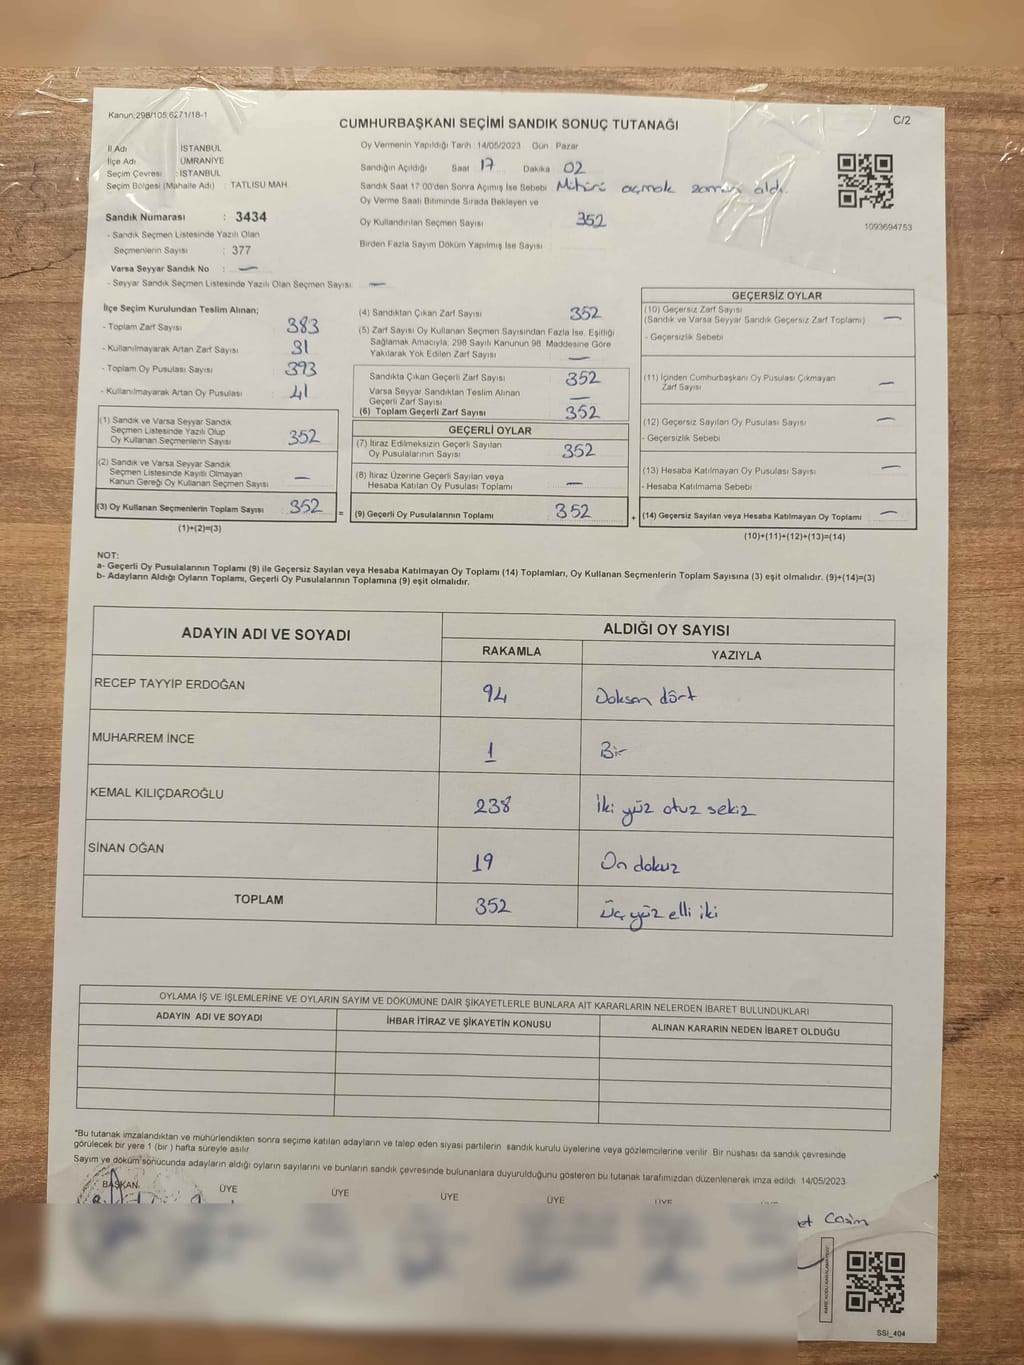 Kanun:298/105.6271/18-1
CUMHURBAŞKANI SEÇİMİ SANDIK SONUÇ TUTANAĞI
C/2
İl Adı : İSTANBUL
İlçe Adı : ÜMRANİYE
Seçim Çevresi : İSTANBUL
Seçim Bölgesi (Mahalle Adı) : TATLISU MAH.
Sandık Numarası : 3434
- Sandık Seçmen Listesinde Yazılı Olan
Seçmenlerin Sayısı : 377
Varsa Seyyar Sandık No : —
- Seyyar Sandık Seçmen Listesinde Yazılı Olan Seçmen Sayısı : —
Oy Vermenin Yapıldığı Tarih :14/05/2023 Gün : Pazar
Sandığın Açıldığı Saat 17 Dakika 02
Sandık Saat 17.00'den Sonra Açımış İse Sebebi Mührü açmak zaman aldı.
Oy Verme Saati Bitiminde Sırada Bekleyen ve
Oy Kullandırılan Seçmen Sayısı 352
Birden Fazla Sayım Döküm Yapılmış İse Sayısı
1093694753
İlçe Seçim Kurulundan Teslim Alınan;
- Toplam Zarf Sayısı 383
- Kullanılmayarak Artan Zarf Sayısı 31
- Toplam Oy Pusulası Sayısı 393
- Kullanılmayarak Artan Oy Pusulası 41
(1) Sandık ve Varsa Seyyar Sandık
Seçmen Listesinde Yazılı Olup
Oy Kullanan Seçmenlerin Sayısı 352
(2) Sandık ve Varsa Seyyar Sandık
Seçmen Listesinde Kayıtlı Olmayan
Kanun Gereği Oy Kullanan Seçmen Sayısı —
(3) Oy Kullanan Seçmenlerin Toplam Sayısı 352 =
(1)+(2)=(3)
(4) Sandıktan Çıkan Zarf Sayısı 352
(5) Zarf Sayısı Oy Kullanan Seçmen Sayısından Fazla İse, Eşitliği
Sağlamak Amacıyla, 298 Sayılı Kanunun 98. Maddesine Göre
Yakılarak Yok Edilen Zarf Sayısı —
Sandıkta Çıkan Geçerli Zarf Sayısı 352
Varsa Seyyar Sandıktan Teslim Alınan
Geçerli Zarf Sayısı —
(6) Toplam Geçerli Zarf Sayısı 352
GEÇERLİ OYLAR
(7) İtiraz Edilmeksizin Geçerli Sayılan
Oy Pusulalarının Sayısı 352
(8) İtiraz Üzerine Geçerli Sayılan veya
Hesaba Katılan Oy Pusulası Toplamı —
(9) Geçerli Oy Pusulalarının Toplamı 352 +
GEÇERSİZ OYLAR
(10) Geçersiz Zarf Sayısı
(Sandık ve Varsa Seyyar Sandık Geçersiz Zarf Toplamı) —
- Geçersizlik Sebebi
(11) İçinden Cumhurbaşkanı Oy Pusulası Çıkmayan
Zarf Sayısı —
(12) Geçersiz Sayılan Oy Pusulası Sayısı —
- Geçersizlik Sebebi
(13) Hesaba Katılmayan Oy Pusulası Sayısı —
- Hesaba Katılmama Sebebi
(14) Geçersiz Sayılan veya Hesaba Katılmayan Oy Toplamı —
(10)+(11)+(12)+(13)=(14)
NOT:
a- Geçerli Oy Pusulalarının Toplamı (9) ile Geçersiz Sayılan veya Hesaba Katılmayan Oy Toplamı (14) Toplamları, Oy Kullanan Seçmenlerin Toplam Sayısına (3) eşit olmalıdır. (9)+(14)=(3)
b- Adayların Aldığı Oyların Toplamı, Geçerli Oy Pusulalarının Toplamına (9) eşit olmalıdır.
ADAYIN ADI VE SOYADI
ALDIĞI OY SAYISI
RAKAMLA YAZIYLA
RECEP TAYYİP ERDOĞAN 94 Doksan dört
MUHARREM İNCE 1 Bir
KEMAL KILIÇDAROĞLU 238 İki yüz otuz sekiz
SİNAN OĞAN 19 On dokuz
TOPLAM 352 Üç yüz elli iki
OYLAMA İŞ VE İŞLEMLERİNE VE OYLARIN SAYIM VE DÖKÜMÜNE DAİR ŞİKAYETLERLE BUNLARA AİT KARARLARIN NELERDEN İBARET BULUNDUKLARI
ADAYIN ADI VE SOYADI İHBAR İTİRAZ VE ŞİKAYETİN KONUSU ALINAN KARARIN NEDEN İBARET OLDUĞU
*Bu tutanak imzalandıktan ve mühürlendikten sonra seçime katılan adayların ve talep eden siyasi partilerin sandık kurulu üyelerine veya gözlemcilerine verilir. Bir nüshası da sandık çevresinde
görülecek bir yere 1 (bir ) hafta süreyle asılır
Sayım ve döküm sonucunda adayların aldığı oyların sayılarını ve bunların sandık çevresinde bulunanlara duyurulduğunu gösteren bu tutanak tarafımızdan düzenlenerek imza edildi. 14/05/2023
BAŞKAN ÜYE ÜYE ÜYE ÜYE ÜYE
SSI_404